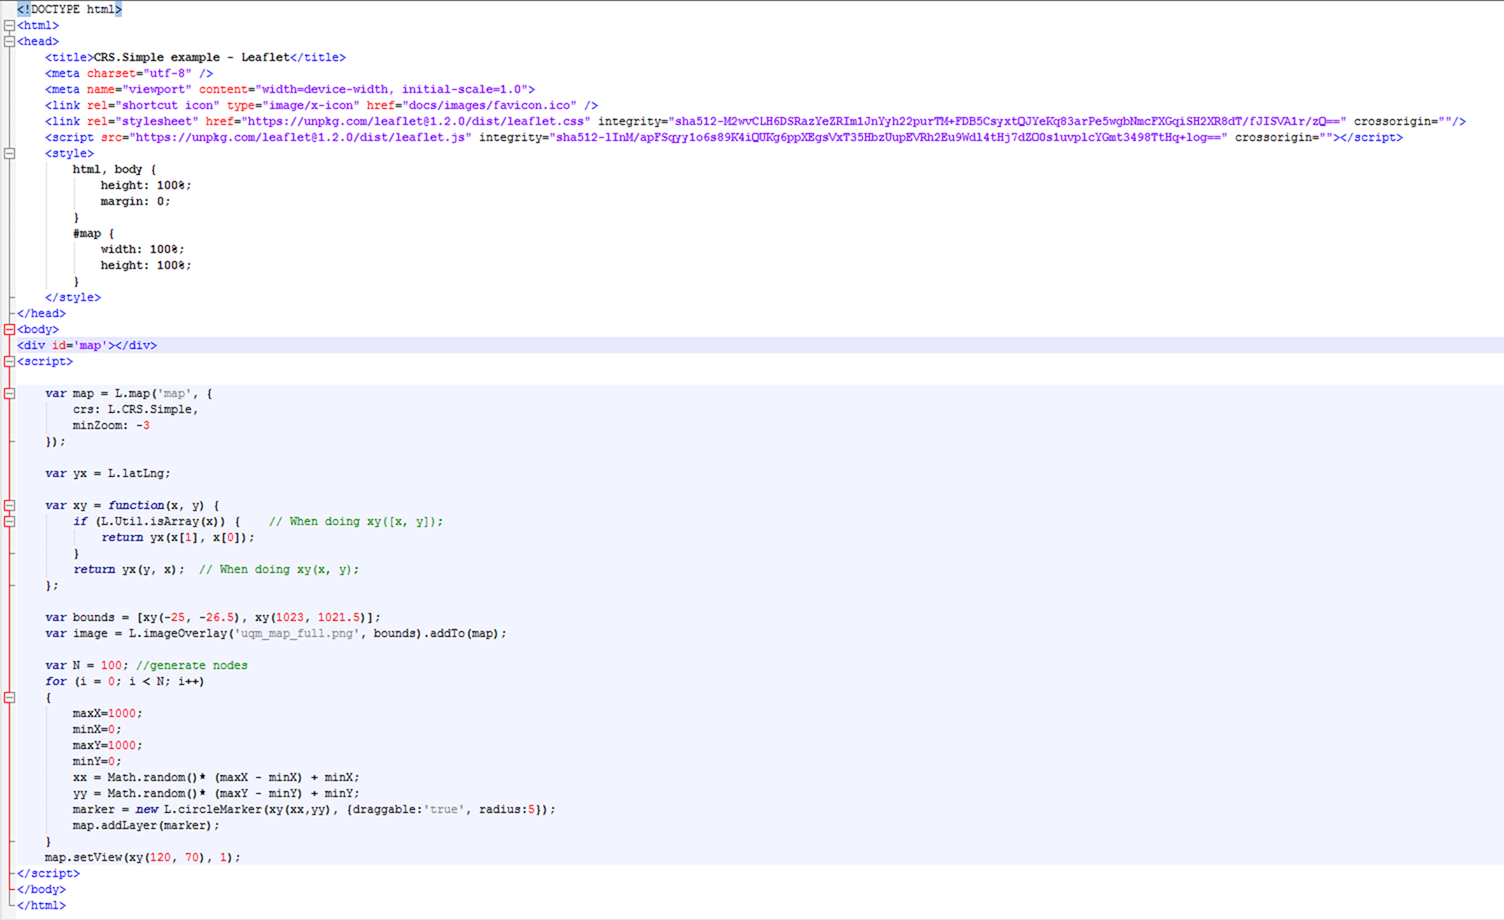 <!DOCTYPE html>
<html>
<head>
    <title>CRS.Simple example - Leaflet</title>
    <meta charset="utf-8" />
    <meta name="viewport" content="width=device-width, initial-scale=1.0">
    <link rel="shortcut icon" type="image/x-icon" href="docs/images/favicon.ico" />
    <link rel="stylesheet" href="https://unpkg.com/leaflet@1.2.0/dist/leaflet.css" integrity="sha512-M2wvCLH6DSRazYeZRIm1JnYyh22purTM+FDB5CsyxtQJYeKq83arPe5wgbNmcFXGqiSH2XR8dT/fJISVA1r/zQ==" crossorigin=""/>
    <script src="https://unpkg.com/leaflet@1.2.0/dist/leaflet.js" integrity="sha512-lInM/apFSqyy1o6s89K4iQUKg6ppXEgsVxT35HbzUupEVRh2Eu9Wdl4tHj7dZO0s1uvplcYGmt3498TtHq+log==" crossorigin=""></script>
    <style>
        html, body {
            height: 100%;
            margin: 0;
        }
        #map {
            width: 100%;
            height: 100%;
        }
    </style>
</head>
<body>
<div id='map'></div>
<script>
    var map = L.map('map', {
        crs: L.CRS.Simple,
        minZoom: -3
    });
    var yx = L.latLng;
    var xy = function(x, y) {
        if (L.Util.isArray(x)) {    // When doing xy([x, y]);
            return yx(x[1], x[0]);
        }
        return yx(y, x);  // When doing xy(x, y);
    };
    var bounds = [xy(-25, -26.5), xy(1023, 1021.5)];
    var image = L.imageOverlay('uqm_map_full.png', bounds).addTo(map);
    var N = 100; //generate nodes
    for (i = 0; i < N; i++)
    {
        maxX=1000;
        minX=0;
        maxY=1000;
        minY=0;
        xx = Math.random()* (maxX - minX) + minX;
        yy = Math.random()* (maxY - minY) + minY;
        marker = new L.circleMarker(xy(xx,yy), {draggable:'true', radius:5});
        map.addLayer(marker);
    }
    map.setView(xy(120, 70), 1);
</script>
</body>
</html>